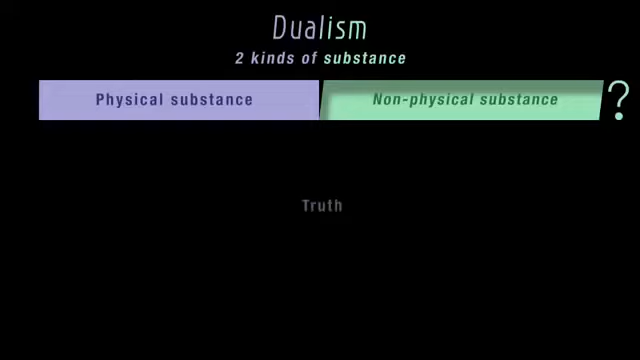 Dualism
2 kinds of substance
Physical substance
Non-physical substance
?
Truth